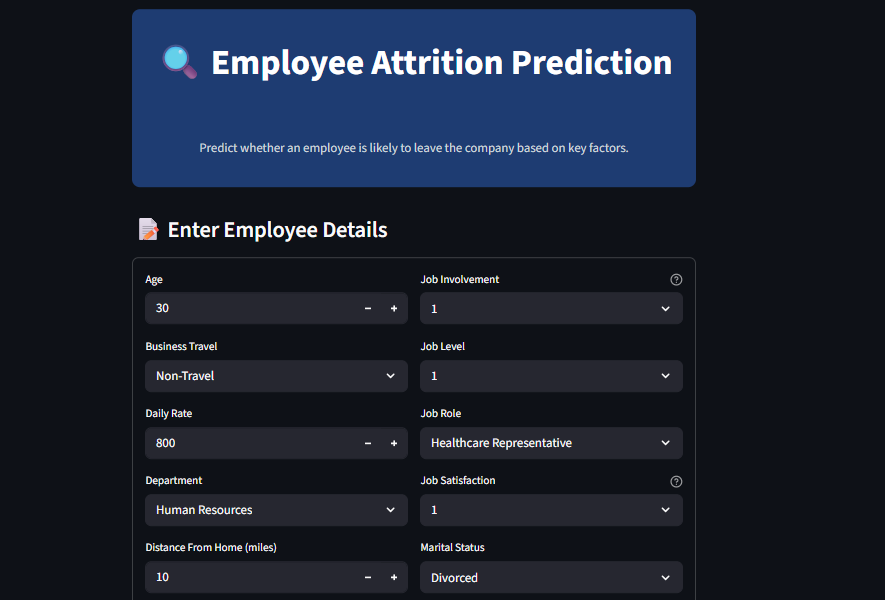 Employee Attrition Prediction
Predict whether an employee is likely to leave the company based on key factors.
Enter Employee Details
Age
30
Job Involvement
1
Business Travel
Non-Travel
Job Level
1
Daily Rate
800
Job Role
Healthcare Representative
Department
Human Resources
Job Satisfaction
1
Distance From Home (miles)
10
Marital Status
Divorced